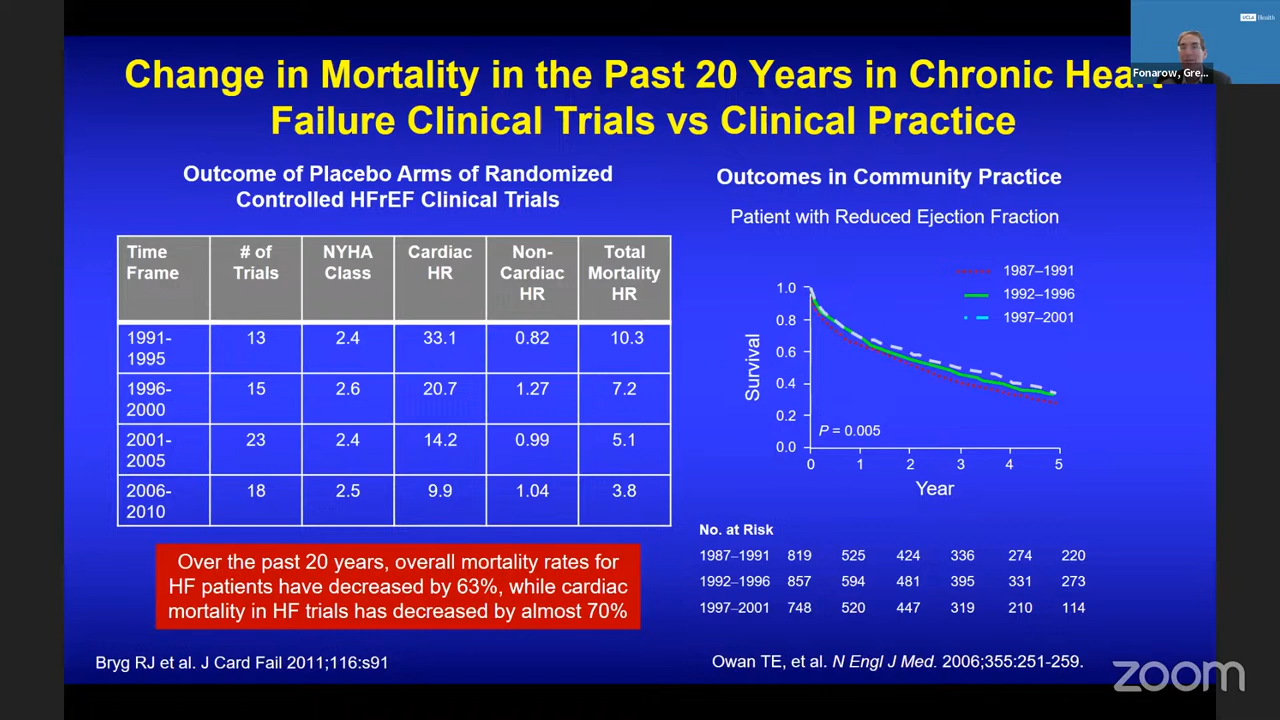 UCLA Health
Fonarow, Gre...
Change in Mortality in the Past 20 Years in Chronic Heart
Failure Clinical Trials vs Clinical Practice
Outcome of Placebo Arms of Randomized
Controlled HFrEF Clinical Trials
Time Frame # of Trials NYHA Class Cardiac HR Non-Cardiac HR Total Mortality HR
1991-1995 13 2.4 33.1 0.82 10.3
1996-2000 15 2.6 20.7 1.27 7.2
2001-2005 23 2.4 14.2 0.99 5.1
2006-2010 18 2.5 9.9 1.04 3.8
Over the past 20 years, overall mortality rates for
HF patients have decreased by 63%, while cardiac
mortality in HF trials has decreased by almost 70%
Bryg RJ et al. J Card Fail 2011;116:s91
Outcomes in Community Practice
Patient with Reduced Ejection Fraction
1987–1991
1992–1996
1997–2001
Survival
1.0
0.8
0.6
0.4
0.2
0.0
P = 0.005
0 1 2 3 4 5
Year
No. at Risk
1987–1991 819 525 424 336 274 220
1992–1996 857 594 481 395 331 273
1997–2001 748 520 447 319 210 114
Owan TE, et al. N Engl J Med. 2006;355:251-259.
zoom